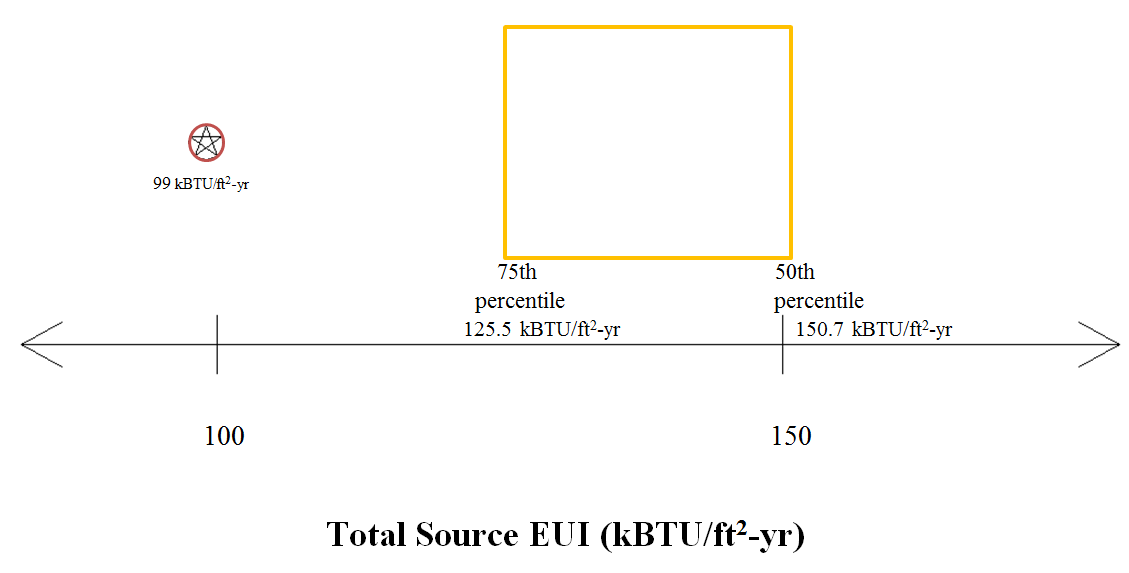 99 kBTU/ft²-yr
75th
percentile
125.5 kBTU/ft²-yr
50th
percentile
150.7 kBTU/ft²-yr
100
150
Total Source EUI (kBTU/ft²-yr)